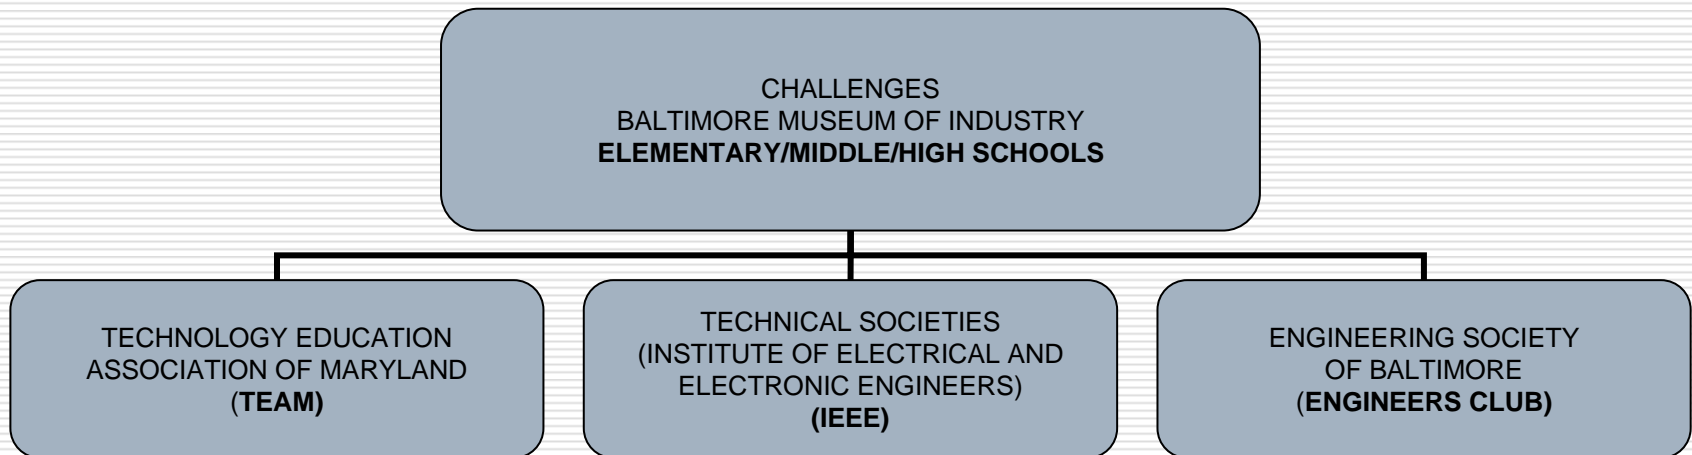 CHALLENGES
BALTIMORE MUSEUM OF INDUSTRY
ELEMENTARY/MIDDLE/HIGH SCHOOLS
TECHNOLOGY EDUCATION
ASSOCIATION OF MARYLAND
(TEAM)
TECHNICAL SOCIETIES
(INSTITUTE OF ELECTRICAL AND
ELECTRONIC ENGINEERS)
(IEEE)
ENGINEERING SOCIETY
OF BALTIMORE
(ENGINEERS CLUB)